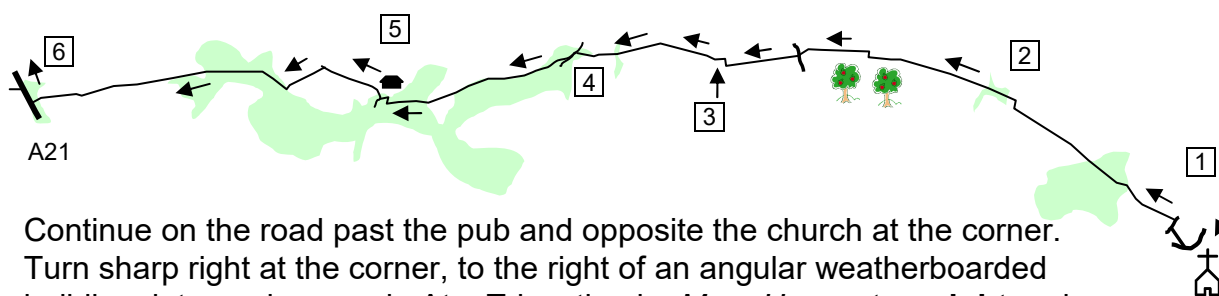 6
5
2
4
3
1
A21
Continue on the road past the pub and opposite the church at the corner.
Turn sharp right at the corner, to the right of an angular weatherboarded